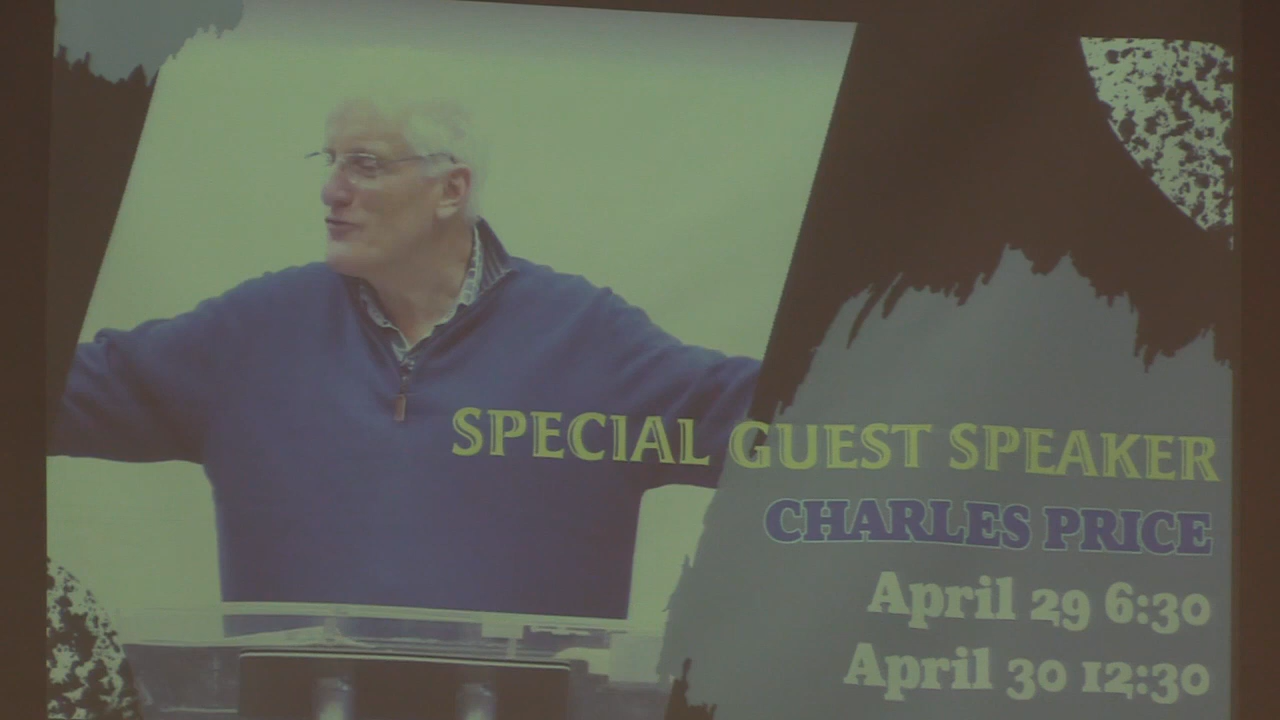 SPECIAL GUEST SPEAKER
CHARLES PRICE
April 29 6:30
April 30 12:30